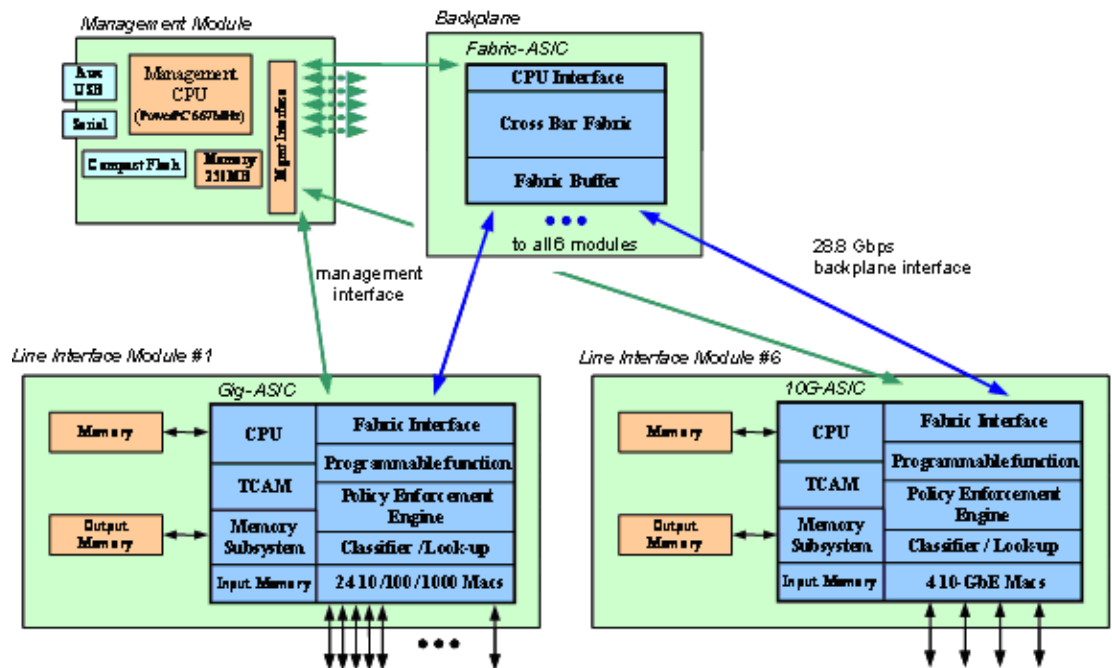 Management Module
Aux
USB
Serial
Management
CPU
(PowerPC 667MHz)
Compact Flash
Memory
Mgmt Interface
Backplane
Fabric-ASIC
CPU Interface
Cross Bar Fabric
Fabric Buffer
to all 6 modules
management
interface
28.8 Gbps
backplane interface
Line Interface Module #1
Gig-ASIC
Memory
Output
Memory
CPU
TCAM
Memory
Subsystem
Input Memory
Fabric Interface
Programmable function
Policy Enforcement
Engine
Classifier /Look-up
24 10 /100 /1000 Macs
Line Interface Module #6
10G-ASIC
Memory
Output
Memory
CPU
TCAM
Memory
Subsystem
Input Memory
Fabric Interface
Programmable function
Policy Enforcement
Engine
Classifier / Look-up
4 10-GbE Macs